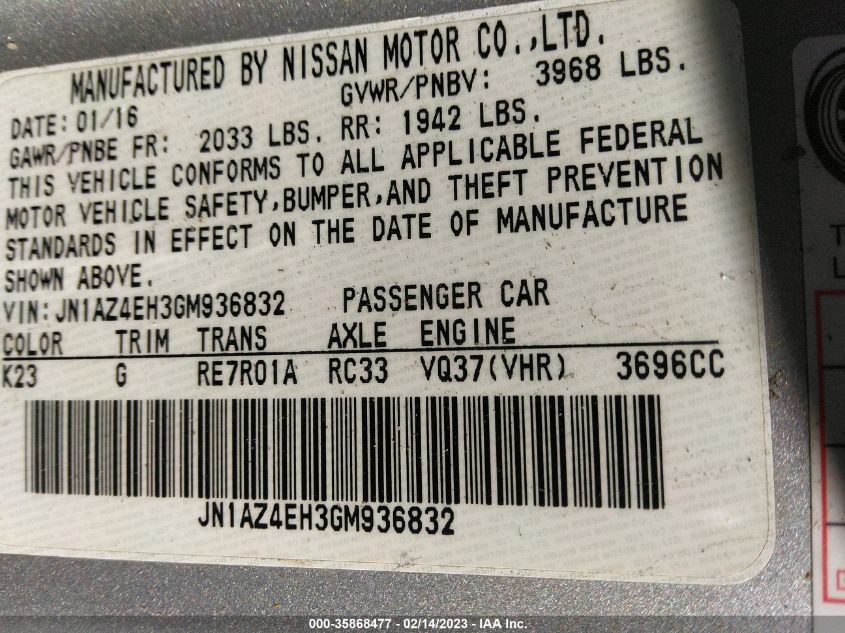 MANUFACTURED BY NISSAN MOTOR CO.,LTD.
DATE: 01/16 GVWR/PNBV: 3968 LBS.
GAWR/PNBE FR: 2033 LBS. RR: 1942 LBS.
THIS VEHICLE CONFORMS TO ALL APPLICABLE FEDERAL
MOTOR VEHICLE SAFETY,BUMPER,AND THEFT PREVENTION
STANDARDS IN EFFECT ON THE DATE OF MANUFACTURE
SHOWN ABOVE.
VIN: JN1AZ4EH3GM936832 PASSENGER CAR
COLOR TRIM TRANS AXLE ENGINE
K23 G RE7R01A RC33 VQ37(VHR) 3696CC
JN1AZ4EH3GM936832
000-35868477 - 02/14/2023 - IAA Inc.